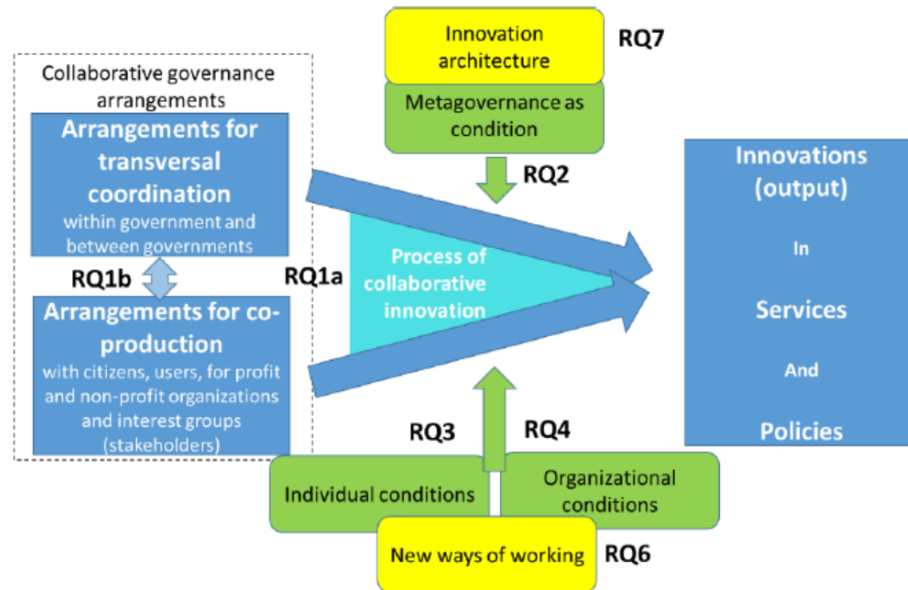 Innovation
architecture
RQ7
Metagovernance as
condition
RQ2
Collaborative governance
arrangements
Arrangements for
transversal
coordination
within government and
between governments
RQ1b
Arrangements for co-
production
with citizens, users, for profit
and non-profit organizations
and interest groups
(stakeholders)
RQ1a
Process of
collaborative
innovation
Innovations
(output)
In
Services
And
Policies
RQ3
RQ4
Individual conditions
Organizational
conditions
New ways of working
RQ6